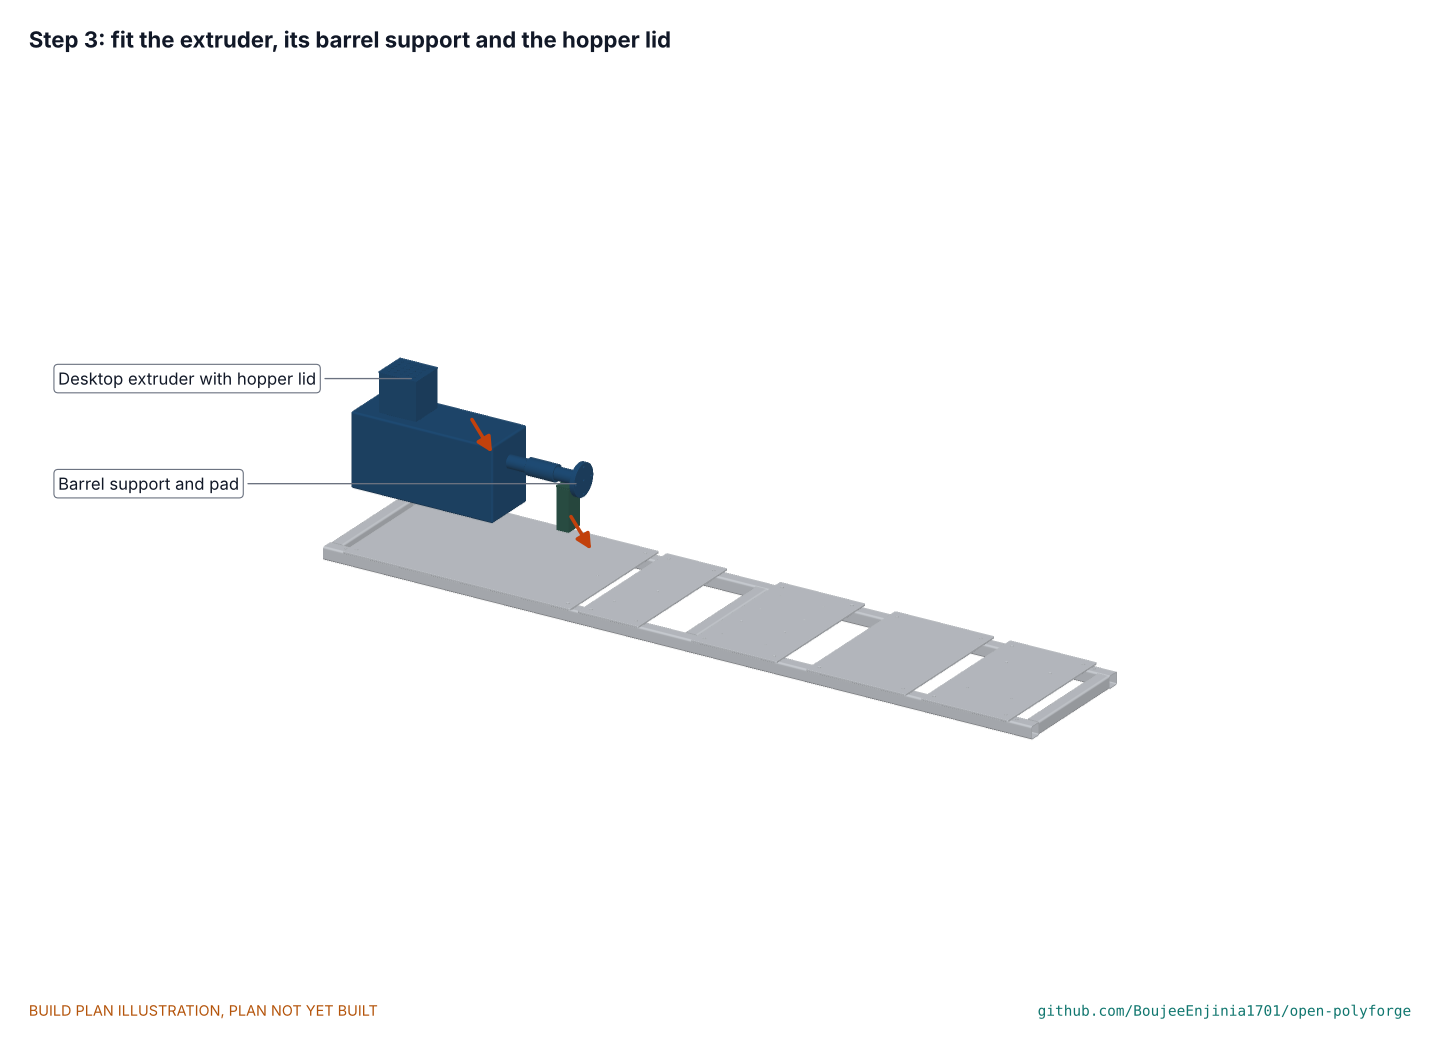 Step 3: fit the extruder, its barrel support and the hopper lid
Desktop extruder with hopper lid
Barrel support and pad
BUILD PLAN ILLUSTRATION, PLAN NOT YET BUILT
github.com/BoujeeEnjinia1701/open-polyforge